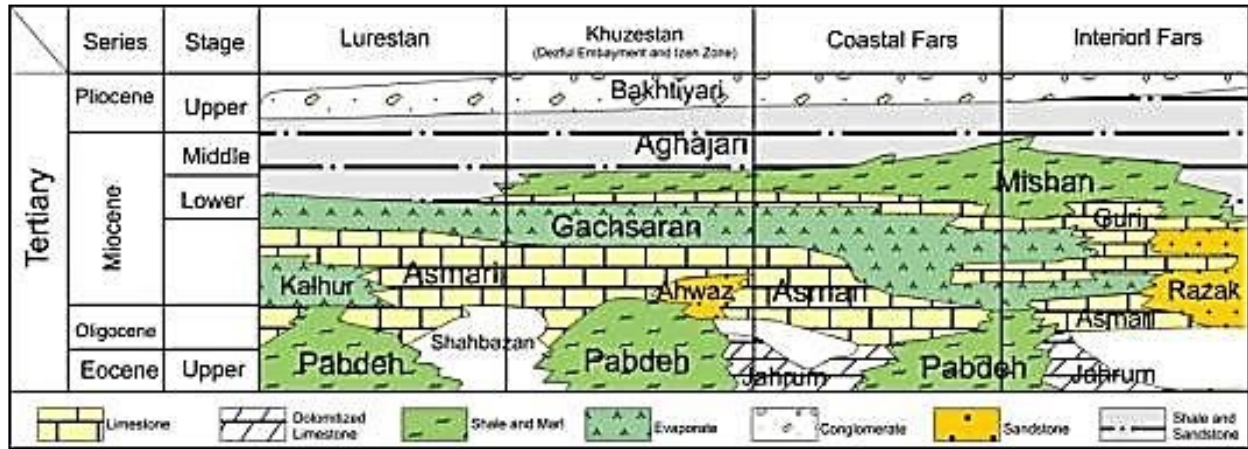 Series Stage Lurestan Khuzestan Coastal Fars Interiorl Fars
(Dezful Embayment and Izen Zone)
Tertiary
Pliocene Upper Bakhtiyari
Miocene Middle Aghajari
Lower Mishan
Guri
Gachsaran
Kalhur Asmari Ahwaz Asmari Razak
Oligocene Shahbazan Asmari
Eocene Upper Pabdeh Pabdeh Jahrum Pabdeh Jahrum
Limestone
Dolomitized
Limestone
Shale and Marl
Evaporate
Conglomerate
Sandstone
Shale and
Sandstone